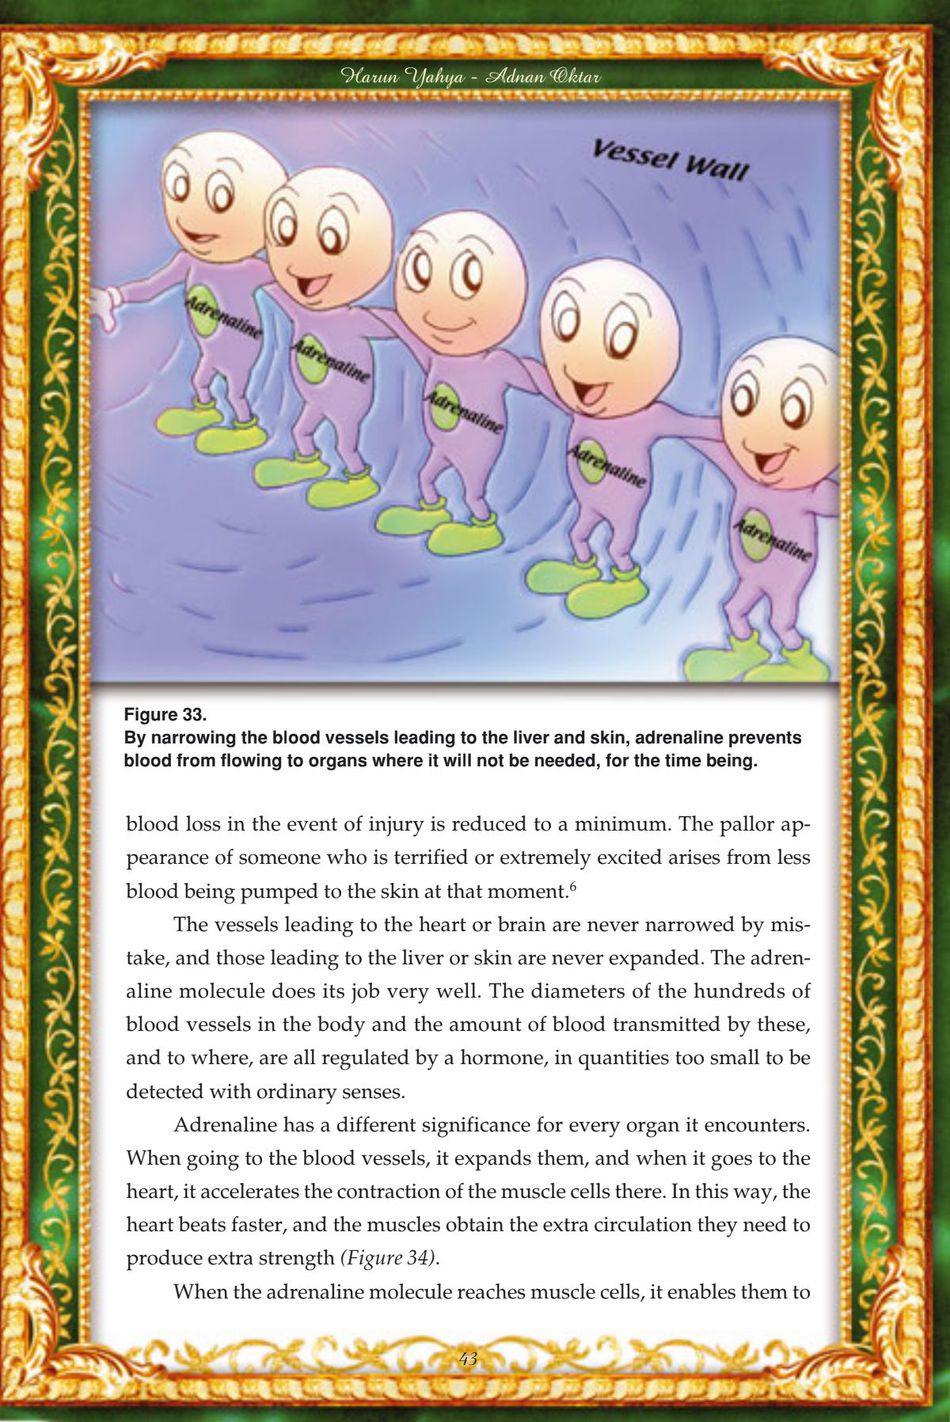 Harun Yahya - Adnan Oktar
Vessel Wall
Adrenaline
Adrenaline
Adrenaline
Adrenaline
Adrenaline
Figure 33.
By narrowing the blood vessels leading to the liver and skin, adrenaline prevents
blood from flowing to organs where it will not be needed, for the time being.
blood loss in the event of injury is reduced to a minimum. The pallor ap-
pearance of someone who is terrified or extremely excited arises from less
blood being pumped to the skin at that moment.6
The vessels leading to the heart or brain are never narrowed by mis-
take, and those leading to the liver or skin are never expanded. The adren-
aline molecule does its job very well. The diameters of the hundreds of
blood vessels in the body and the amount of blood transmitted by these,
and to where, are all regulated by a hormone, in quantities too small to be
detected with ordinary senses.
Adrenaline has a different significance for every organ it encounters.
When going to the blood vessels, it expands them, and when it goes to the
heart, it accelerates the contraction of the muscle cells there. In this way, the
heart beats faster, and the muscles obtain the extra circulation they need to
produce extra strength (Figure 34).
When the adrenaline molecule reaches muscle cells, it enables them to
43